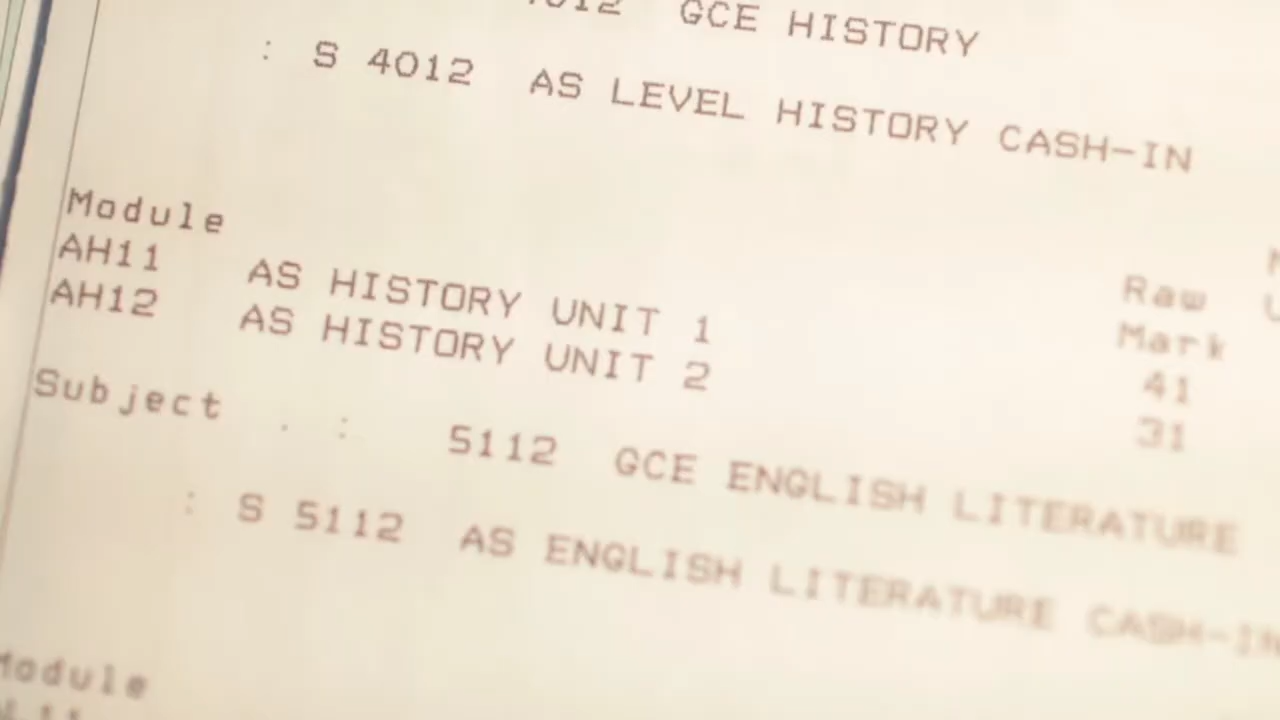 GCE HISTORY
: S 4012 AS LEVEL HISTORY CASH-IN
Module
Raw
Mark
AH11 AS HISTORY UNIT 1 41
AH12 AS HISTORY UNIT 2 31
Subject . : 5112 GCE ENGLISH LITERATURE
: S 5112 AS ENGLISH LITERATURE CASH-IN
Module